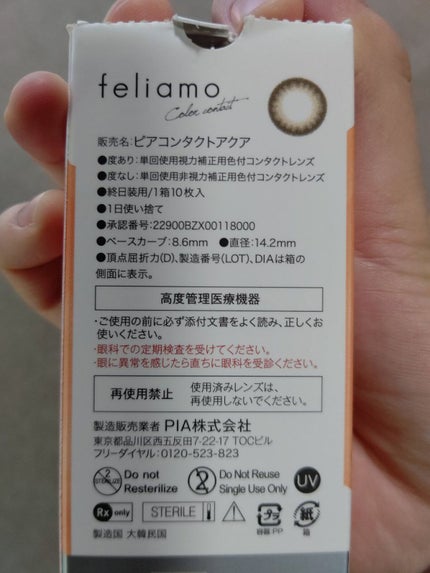 feliamo
Color contact
販売名:ピアコンタクトアクア
●度あり:単回使用視力補正用色付コンタクトレンズ
●度なし:単回使用非視力補正用色付コンタクトレンズ
●終日装用/1箱10枚入
●1日使い捨て
●承認番号:22900BZX00118000
●ベースカーブ:8.6mm ●直径:14.2mm
●頂点屈折力(D)、製造番号(LOT)、DIAは箱の
側面に表示。
高度管理医療機器
・ご使用の前に必ず添付文書をよく読み、正しくお
使いください。
・眼科での定期検査を受けてください。
・眼に異常を感じたら直ちに眼科を受診ください。
再使用禁止 使用済みレンズは、
再使用しないでください。
製造販売業者 PIA株式会社
東京都品川区西五反田7-22-17 TOCビル
フリーダイヤル:0120-523-823
2 STERILIZE Do not
Resterilize
2 Do Not Reuse
Single Use Only
UV
Rx only
STERILE
プラ
容器:PP
紙
箱
製造国 大韓民国